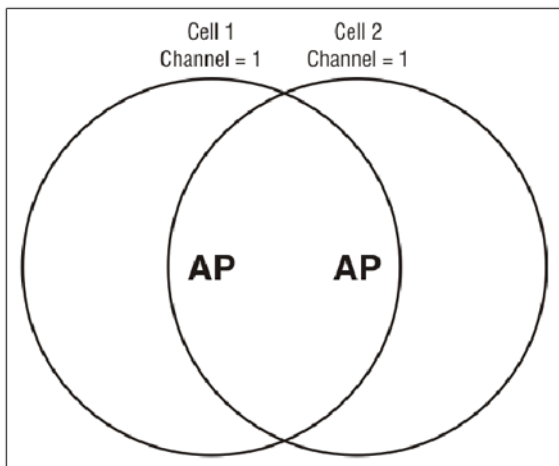 Cell 1
Channel = 1
Cell 2
Channel = 1
AP
AP